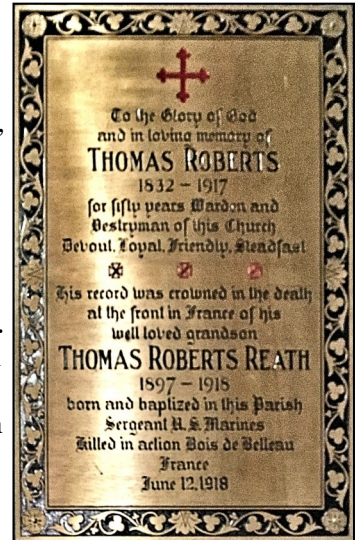 To the Glory of God
and in loving memory of
THOMAS ROBERTS
1832 – 1917
for fifty years Warden and
Vestryman of this Church
Devout, Loyal, Friendly, Steadfast
His record was crowned in the death
at the front in France of his
well loved grandson
THOMAS ROBERTS REATH
1897 – 1918
born and baptized in this Parish
Sergeant U.S. Marines
Killed in action Bois de Belleau
France
June 12, 1918